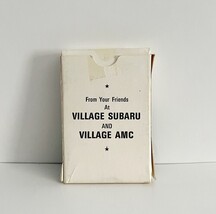 From Your Friends
At
VILLAGE SUBARU
AND
VILLAGE AMC